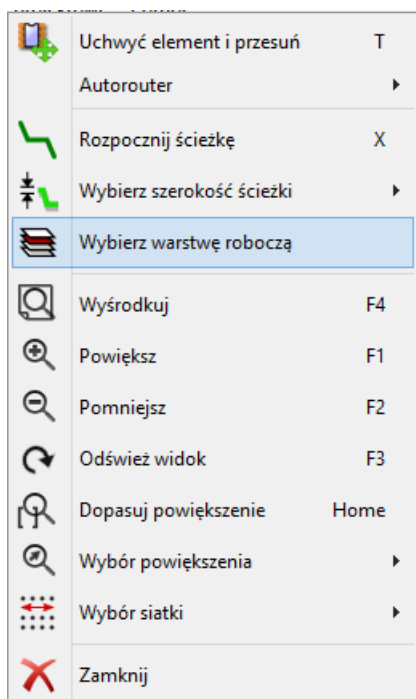 Uchwyć element i przesuń T
Autorouter
Rozpocznij ścieżkę X
Wybierz szerokość ścieżki
Wybierz warstwę roboczą
Wyśrodkuj F4
Powiększ F1
Pomniejsz F2
Odśwież widok F3
Dopasuj powiększenie Home
Wybór powiększenia
Wybór siatki
Zamknij